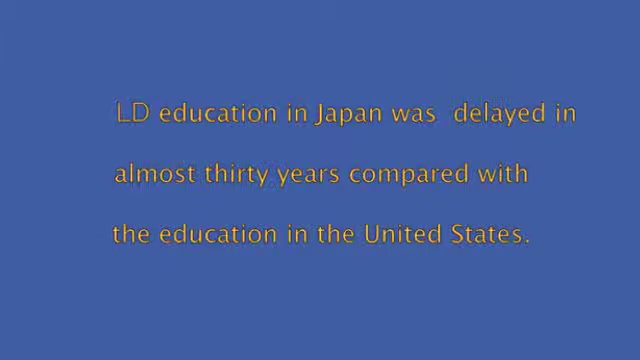 LD education in Japan was delayed in
almost thirty years compared with
the education in the United States.